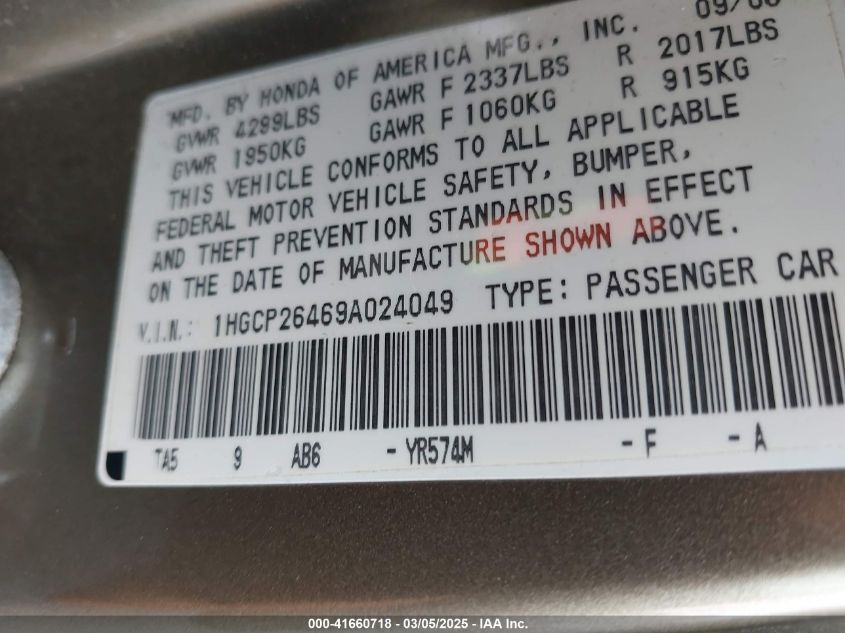 MFD. BY HONDA OF AMERICA MFG., INC. 09/08
GVWR 4299LBS GAWR F 2337LBS R 2017LBS
GVWR 1950KG GAWR F 1060KG R 915KG
THIS VEHICLE CONFORMS TO ALL APPLICABLE
FEDERAL MOTOR VEHICLE SAFETY, BUMPER,
AND THEFT PREVENTION STANDARDS IN EFFECT
ON THE DATE OF MANUFACTURE SHOWN ABOVE.
V.I.N.: 1HGCP26469A024049 TYPE: PASSENGER CAR
TA5 9 AB6 -YR574M -F -A
000-41660718 - 03/05/2025 - IAA Inc.